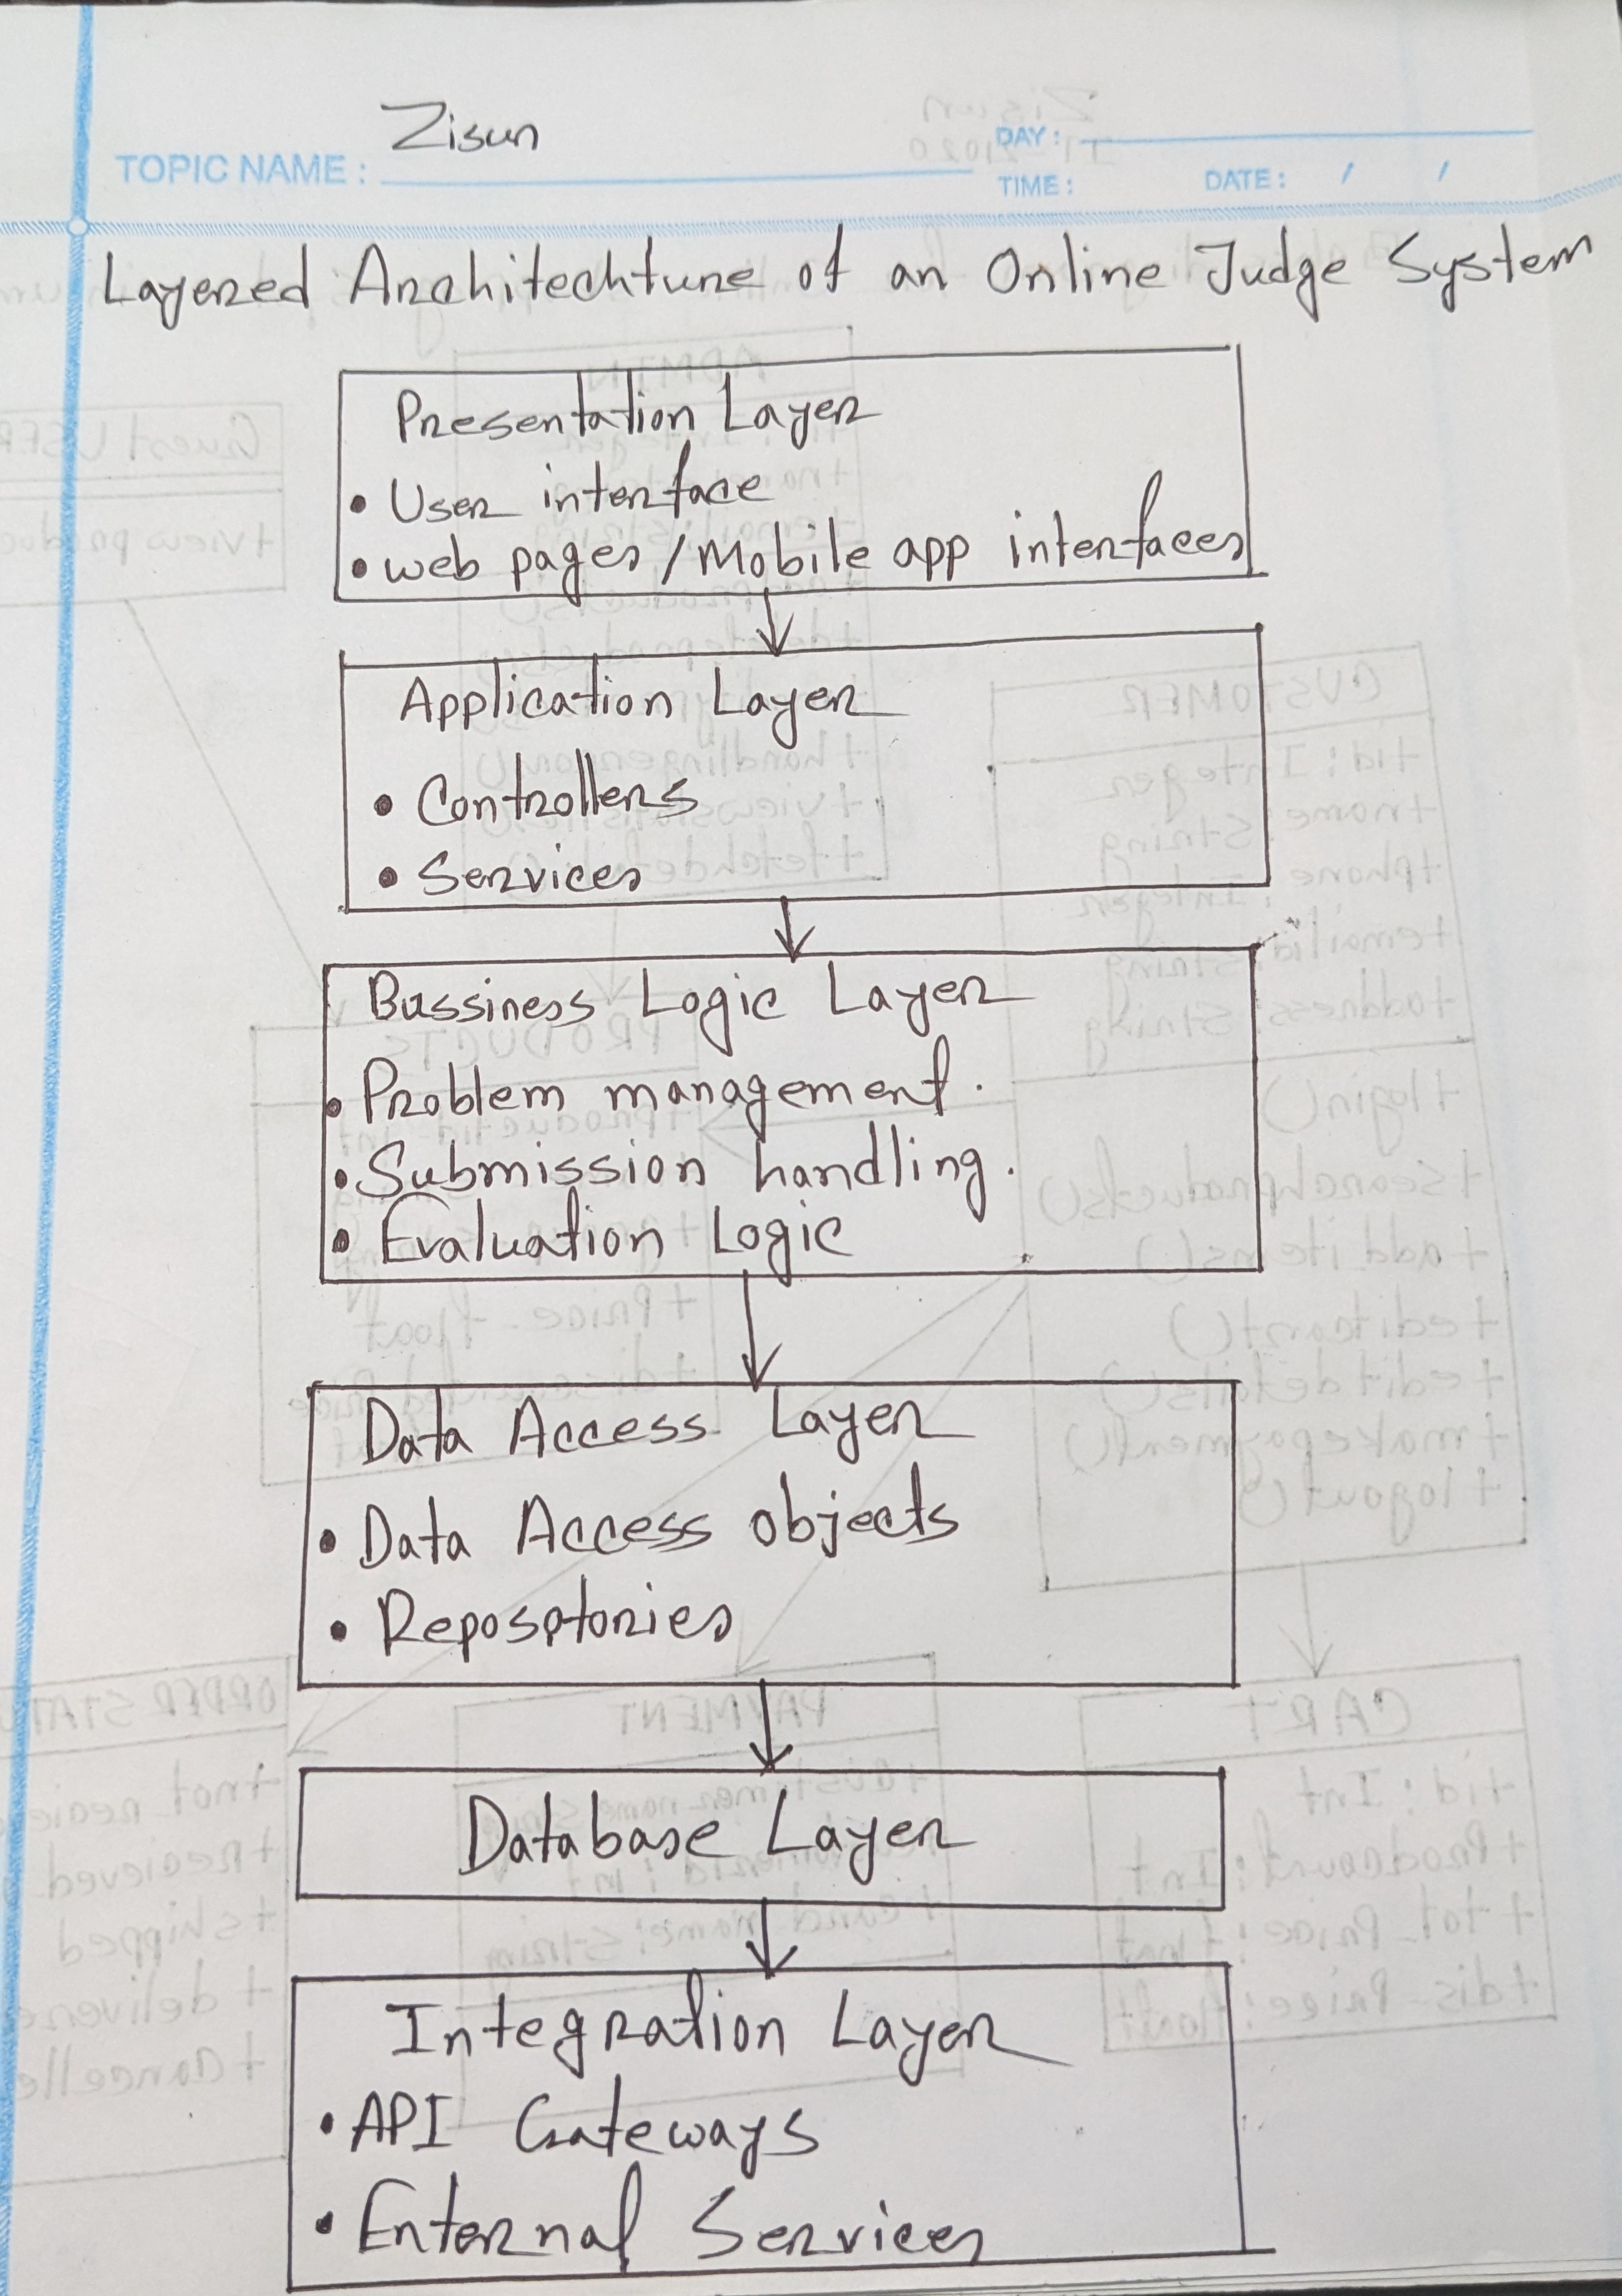 Zisun
TOPIC NAME :
DAY :
TIME :
DATE : / /
Layered Architechture of an Online Judge System
Presentation Layer
• User interface
• web pages / Mobile app interfaces
Application Layer
• Controllers
• Services
Bussiness Logic Layer
• Problem management.
• Submission handling.
• Evaluation Logic
Data Access Layer
• Data Access objects
• Repositories
Database Layer
Integration Layer
• API Gateways
• External Services